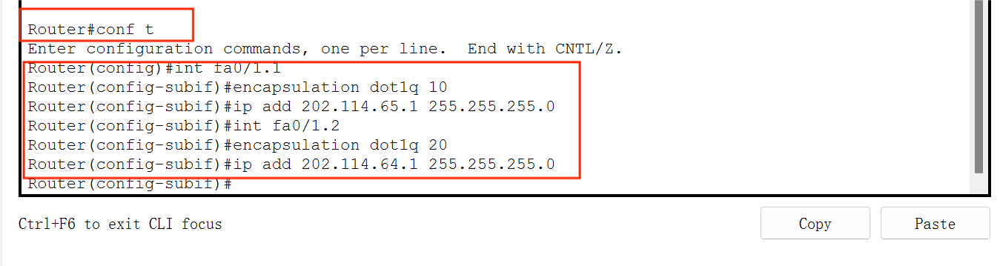 Router#conf t
Enter configuration commands, one per line.  End with CNTL/Z.
Router(config)#int fa0/1.1
Router(config-subif)#encapsulation dot1q 10
Router(config-subif)#ip add 202.114.65.1 255.255.255.0
Router(config-subif)#int fa0/1.2
Router(config-subif)#encapsulation dot1q 20
Router(config-subif)#ip add 202.114.64.1 255.255.255.0
Router(config-subif)#
Ctrl+F6 to exit CLI focus
Copy
Paste